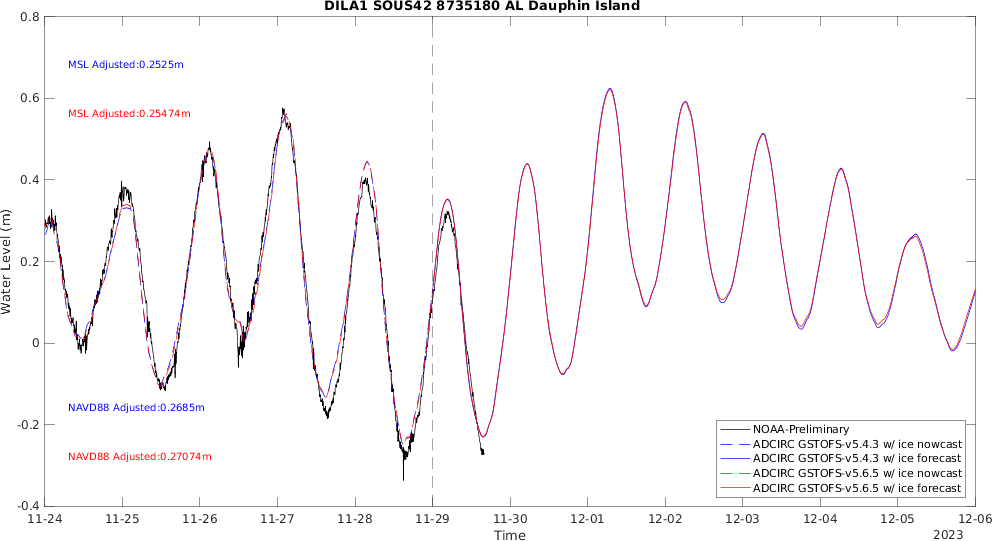 DILA1 SOUS42 8735180 AL Dauphin Island
0.8
0.6
0.4
0.2
0
-0.2
-0.4
Water Level (m)
MSL Adjusted:0.2525m
MSL Adjusted:0.25474m
NAVD88 Adjusted:0.2685m
NAVD88 Adjusted:0.27074m
NOAA-Preliminary
ADCIRC GSTOFS-v5.4.3 w/ ice nowcast
ADCIRC GSTOFS-v5.4.3 w/ ice forecast
ADCIRC GSTOFS-v5.6.5 w/ ice nowcast
ADCIRC GSTOFS-v5.6.5 w/ ice forecast
11-24 11-25 11-26 11-27 11-28 11-29 11-30 12-01 12-02 12-03 12-04 12-05 12-06
Time
2023